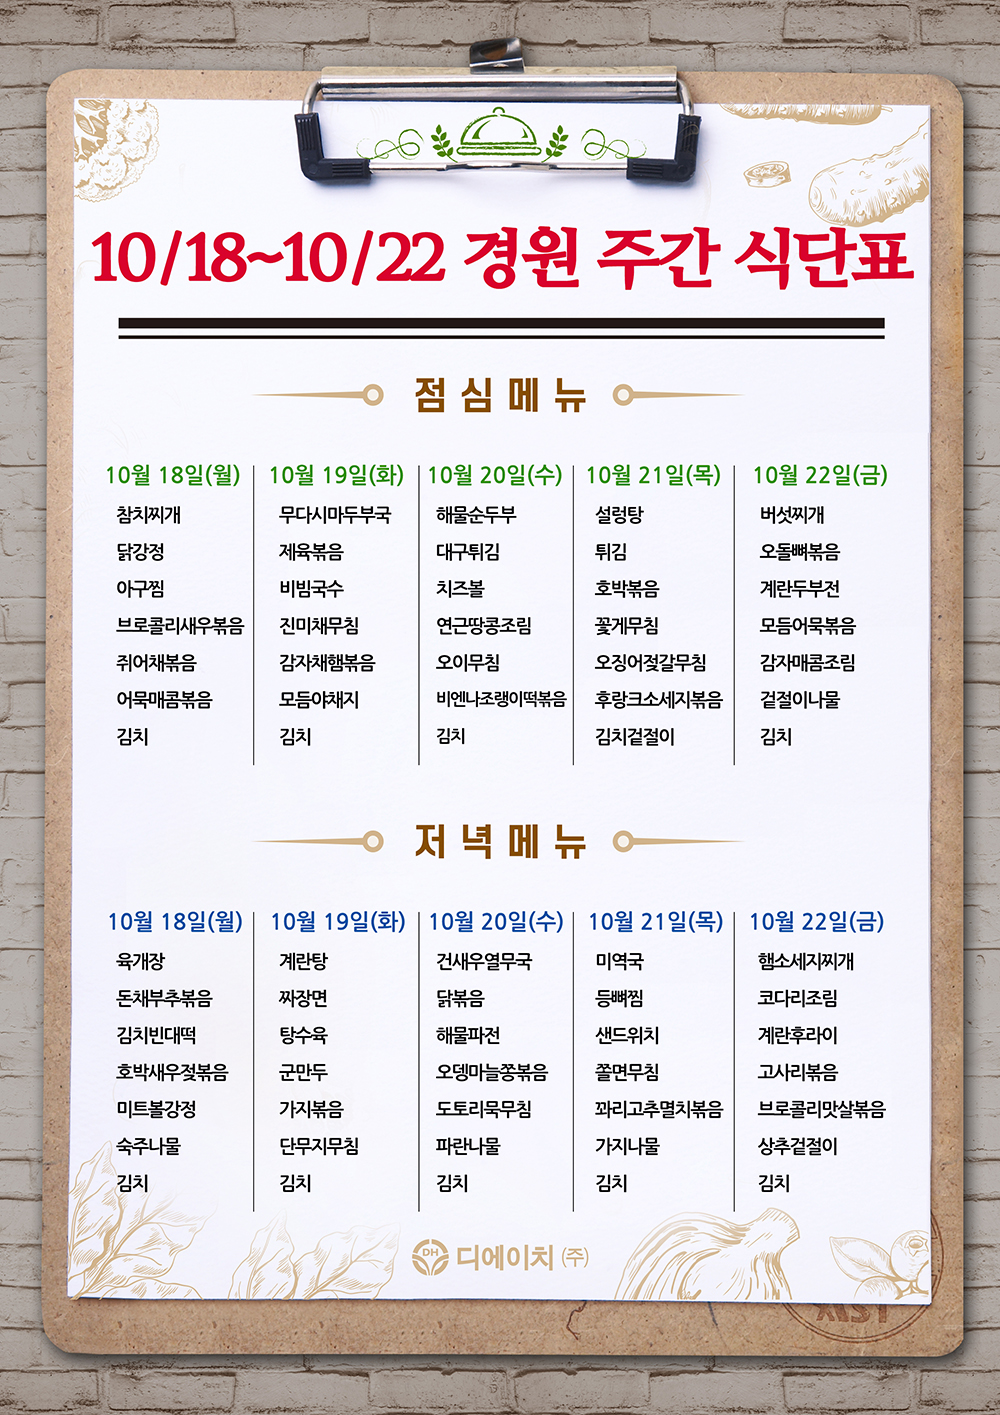 10/18~10/22 경원 주간 식단표
점심메뉴
10월 18일(월) 10월 19일(화) 10월 20일(수) 10월 21일(목) 10월 22일(금)
참치찌개 무다시마두부국 해물순두부 설렁탕 버섯찌개
닭강정 제육볶음 대구튀김 튀김 오돌뼈볶음
아구찜 비빔국수 치즈볼 호박볶음 계란두부전
브로콜리새우볶음 진미채무침 연근땅콩조림 꽃게무침 모듬어묵볶음
쥐어채볶음 감자채햄볶음 오이무침 오징어젖갈무침 감자매콤조림
어묵매콤볶음 모듬야채지 비엔나조랭이떡볶음 후랑크소세지볶음 겉절이나물
김치 김치 김치 김치겉절이 김치
저녁메뉴
10월 18일(월) 10월 19일(화) 10월 20일(수) 10월 21일(목) 10월 22일(금)
육개장 계란탕 건새우열무국 미역국 햄소세지찌개
돈채부추볶음 짜장면 닭볶음 등뼈찜 코다리조림
김치빈대떡 탕수육 해물파전 샌드위치 계란후라이
호박새우젖볶음 군만두 오뎅마늘쫑볶음 쫄면무침 고사리볶음
미트볼강정 가지볶음 도토리묵무침 꽈리고추멸치볶음 브로콜리맛살볶음
숙주나물 단무지무침 파란나물 가지나물 상추겉절이
김치 김치 김치 김치 김치
DH 디에이치 (주)